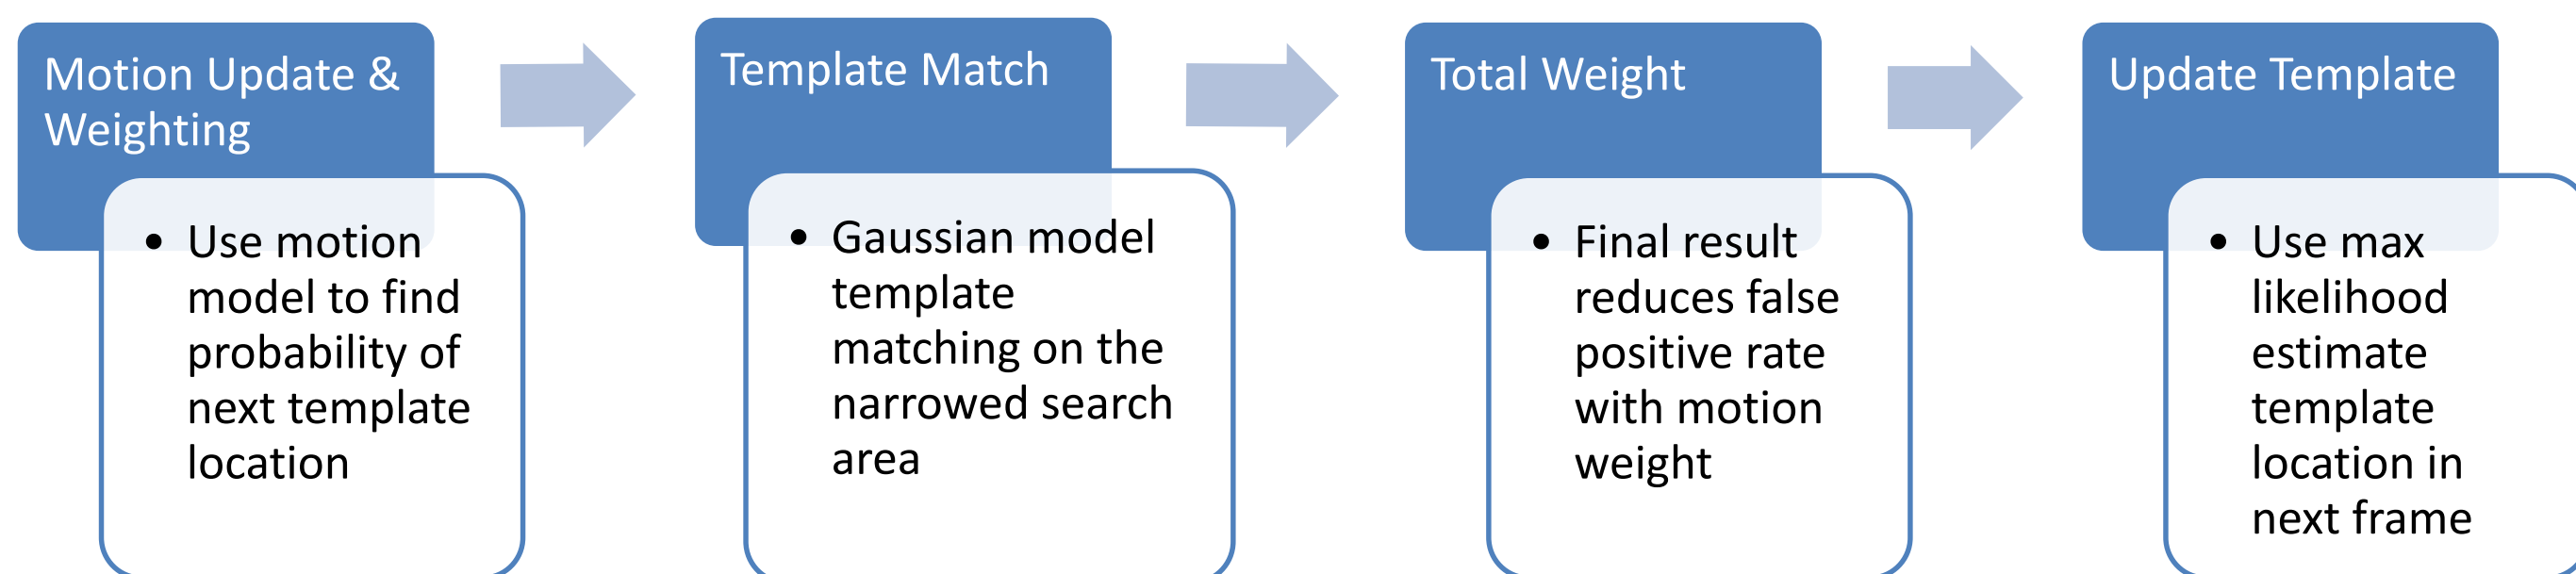 Motion Update &
Weighting
• Use motion
model to find
probability of
next template
location
Template Match
• Gaussian model
template
matching on the
narrowed search
area
Total Weight
• Final result
reduces false
positive rate
with motion
weight
Update Template
• Use max
likelihood
estimate
template
location in
next frame